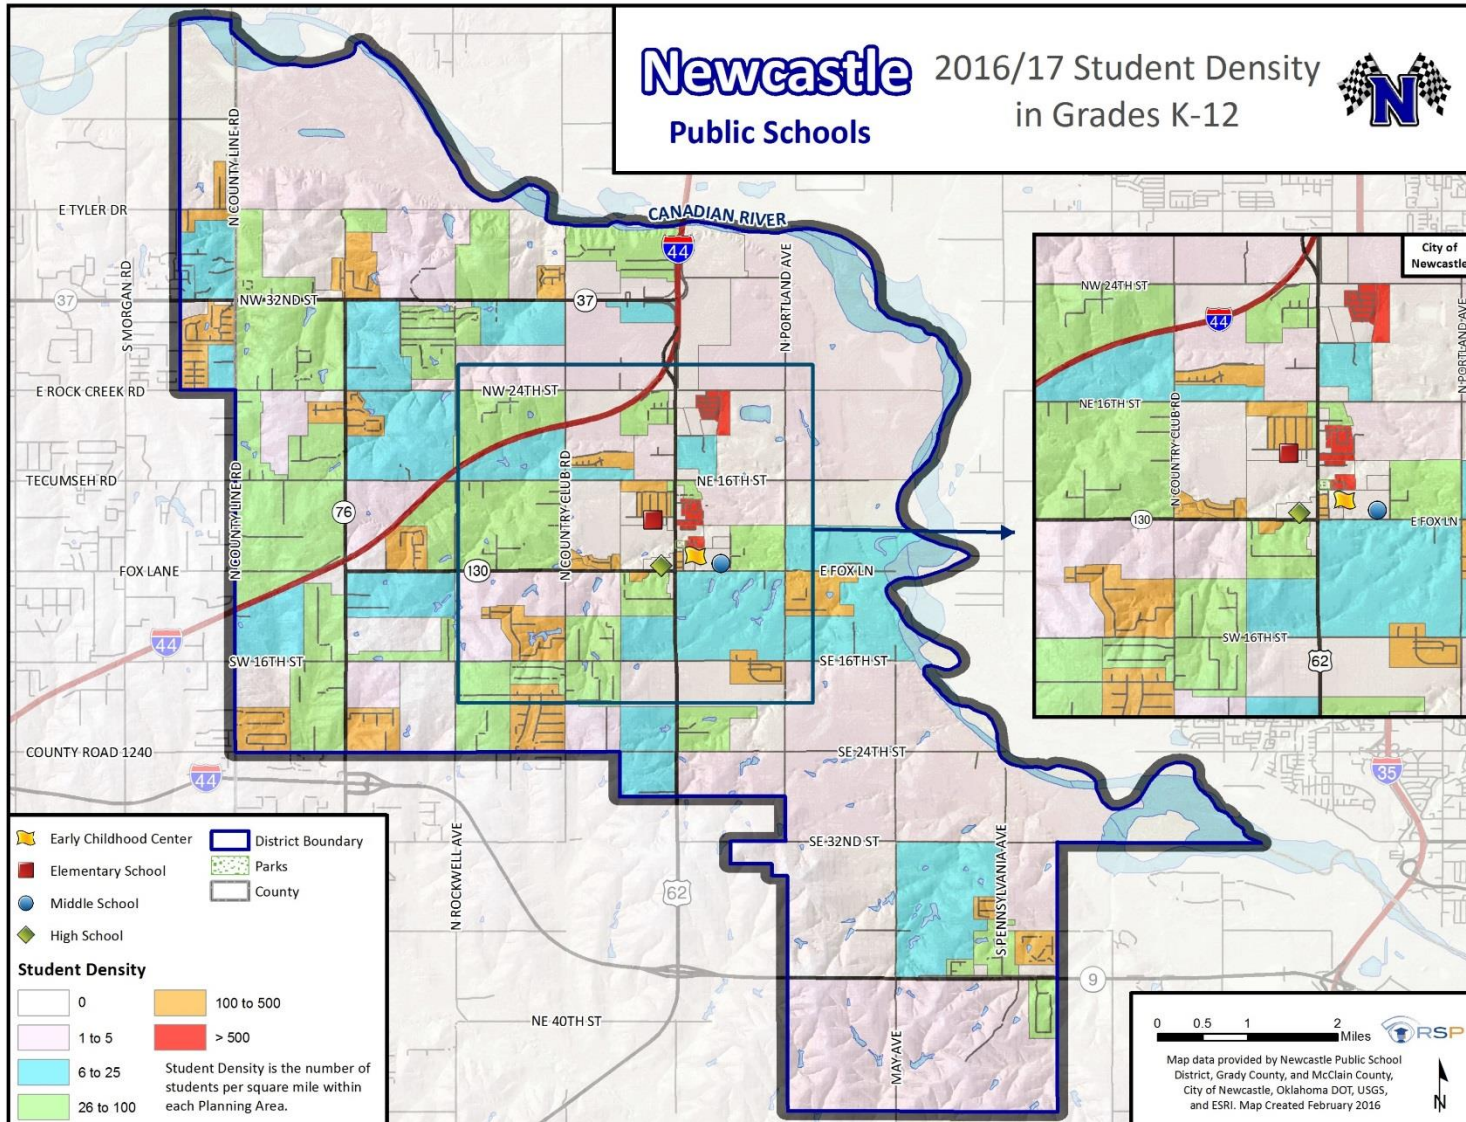 Newcastle
Public Schools
2016/17 Student Density
in Grades K-12
N
CANADIAN RIVER
N COUNTY LINE RD
E TYLER DR
S MORGAN RD
37
NW 32ND ST
37
44
N PORTLAND AVE
E ROCK CREEK RD
NW 24TH ST
TECUMSEH RD
N COUNTY LINE RD
76
N COUNTRY CLUB RD
NE 16TH ST
FOX LANE
130
E FOX LN
44
SW 16TH ST
SE 16TH ST
COUNTY ROAD 1240
44
SE 24TH ST
N ROCKWELL AVE
62
SE 32ND ST
S PENNSYLVANIA AVE
9
NE 40TH ST
MAY AVE
35
City of
Newcastle
NW 24TH ST
44
N PORTLAND AVE
NE 16TH ST
N COUNTRY CLUB RD
130
E FOX LN
SW 16TH ST
62
Early Childhood Center
Elementary School
Middle School
High School
District Boundary
Parks
County
Student Density
0
1 to 5
6 to 25
26 to 100
100 to 500
> 500
Student Density is the number of
students per square mile within
each Planning Area.
0 0.5 1 2
Miles
RSP
Map data provided by Newcastle Public School
District, Grady County, and McClain County,
City of Newcastle, Oklahoma DOT, USGS,
and ESRI. Map Created February 2016
N